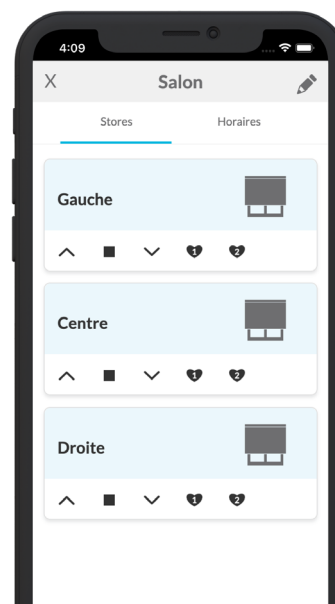 4:09
X Salon
Stores Horaires
Gauche
1 2
Centre
1 2
Droite
1 2